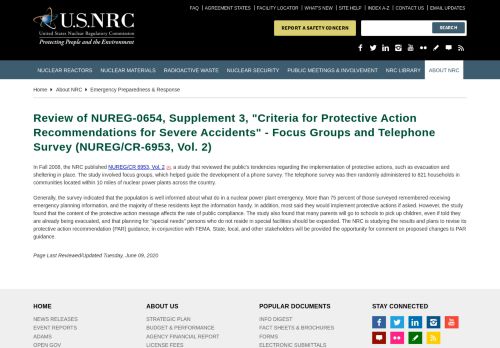 FAQ | AGREEMENT STATES | FACILITY LOCATOR | WHAT'S NEW | SITE HELP | INDEX A-Z | CONTACT US | EMAIL UPDATES
U.S.NRC
United States Nuclear Regulatory Commission
Protecting People and the Environment
REPORT A SAFETY CONCERN
SEARCH
NUCLEAR REACTORS NUCLEAR MATERIALS RADIOACTIVE WASTE NUCLEAR SECURITY PUBLIC MEETINGS & INVOLVEMENT NRC LIBRARY ABOUT NRC
Home About NRC Emergency Preparedness & Response
Review of NUREG-0654, Supplement 3, "Criteria for Protective Action
Recommendations for Severe Accidents" - Focus Groups and Telephone
Survey (NUREG/CR-6953, Vol. 2)
In Fall 2008, the NRC published NUREG/CR 6953, Vol. 2 a study that reviewed the public's tendencies regarding the implementation of protective actions, such as evacuation and
sheltering in place. The study involved focus groups, which helped guide the development of a phone survey. The telephone survey was then randomly administered to 821 households in
communities located within 10 miles of nuclear power plants across the country.
Generally, the survey indicated that the population is well informed about what do in a nuclear power plant emergency. More than 75 percent of those surveyed remembered receiving
emergency planning information, and the majority of these residents kept the information handy. In addition, most said they would implement protective actions if asked. However, the study
found that the content of the protective action message affects the rate of public compliance. The study also found that many parents will go to schools to pick up children, even if told they
are already being evacuated, and that planning for "special needs" persons who do not reside in special facilities should be expanded. The NRC is studying the results and plans to revise its
protective action recommendation (PAR) guidance, in conjunction with FEMA. State, local, and other stakeholders will be provided the opportunity for comment on proposed changes to PAR
guidance.
Page Last Reviewed/Updated Tuesday, June 09, 2020
HOME
NEWS RELEASES
EVENT REPORTS
ADAMS
OPEN GOV
ABOUT US
STRATEGIC PLAN
BUDGET & PERFORMANCE
AGENCY FINANCIAL REPORT
LICENSE FEES
POPULAR DOCUMENTS
INFO DIGEST
FACT SHEETS & BROCHURES
FORMS
ELECTRONIC SUBMITTALS
STAY CONNECTED